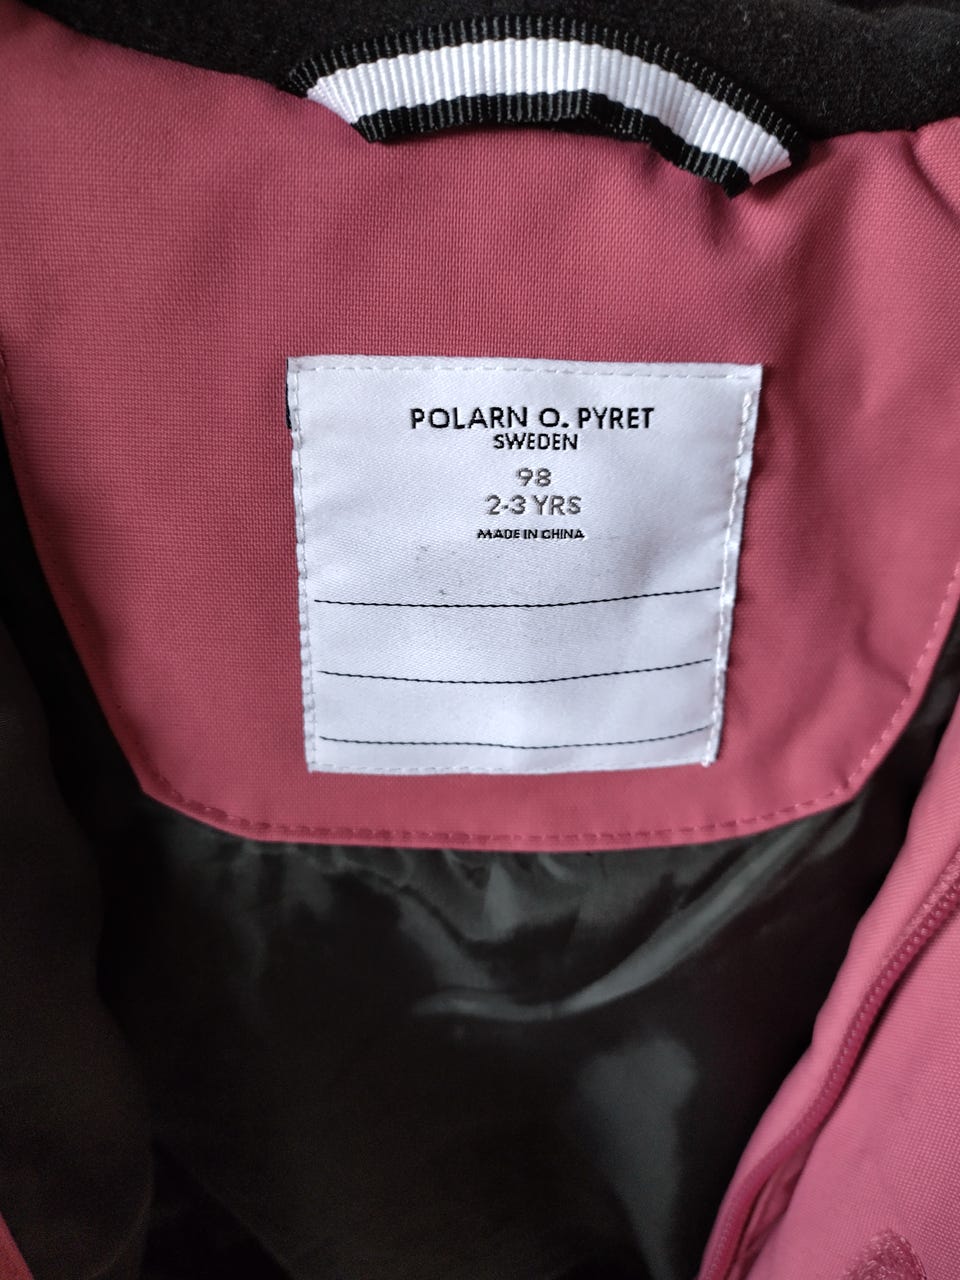 POLARN O. PYRET
SWEDEN
98
2-3 YRS
MADE IN CHINA